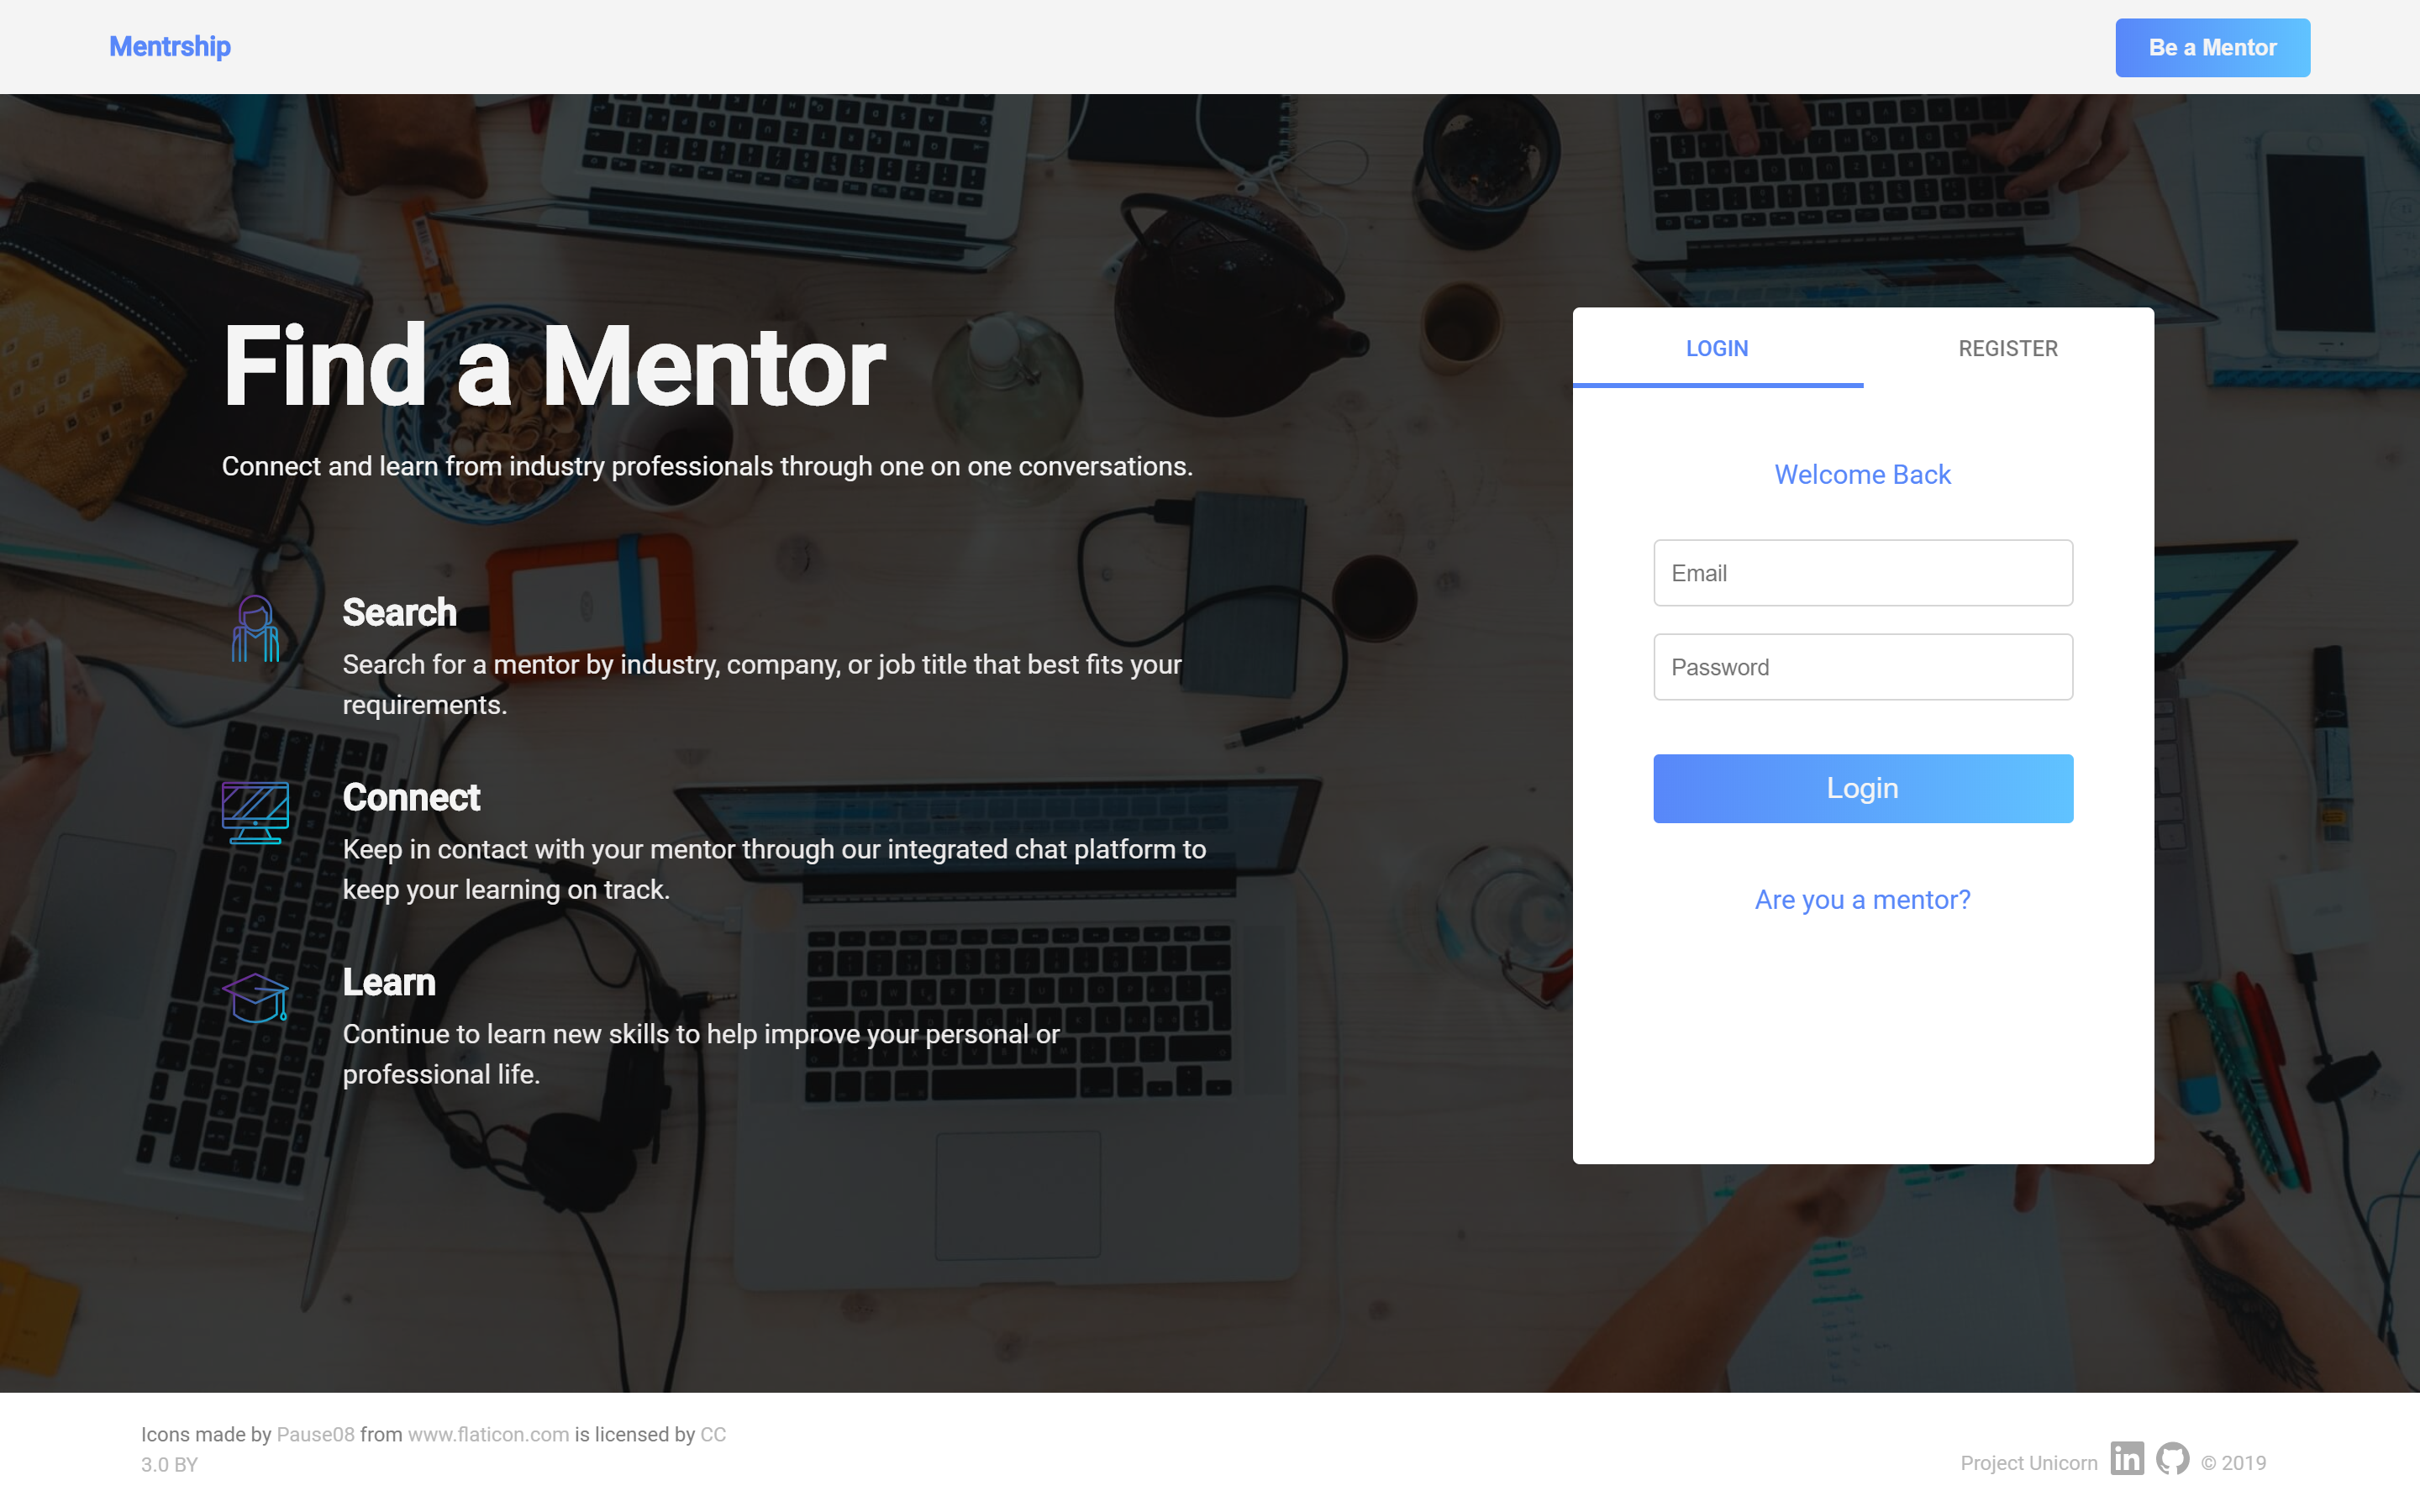 Mentrship
Be a Mentor
Find a Mentor
Connect and learn from industry professionals through one on one conversations.
Search
Search for a mentor by industry, company, or job title that best fits your
requirements.
Connect
Keep in contact with your mentor through our integrated chat platform to
keep your learning on track.
Learn
Continue to learn new skills to help improve your personal or
professional life.
LOGIN
REGISTER
Welcome Back
Email
Password
Login
Are you a mentor?
Icons made by Pause08 from www.flaticon.com is licensed by CC
3.0 BY
Project Unicorn
in
© 2019